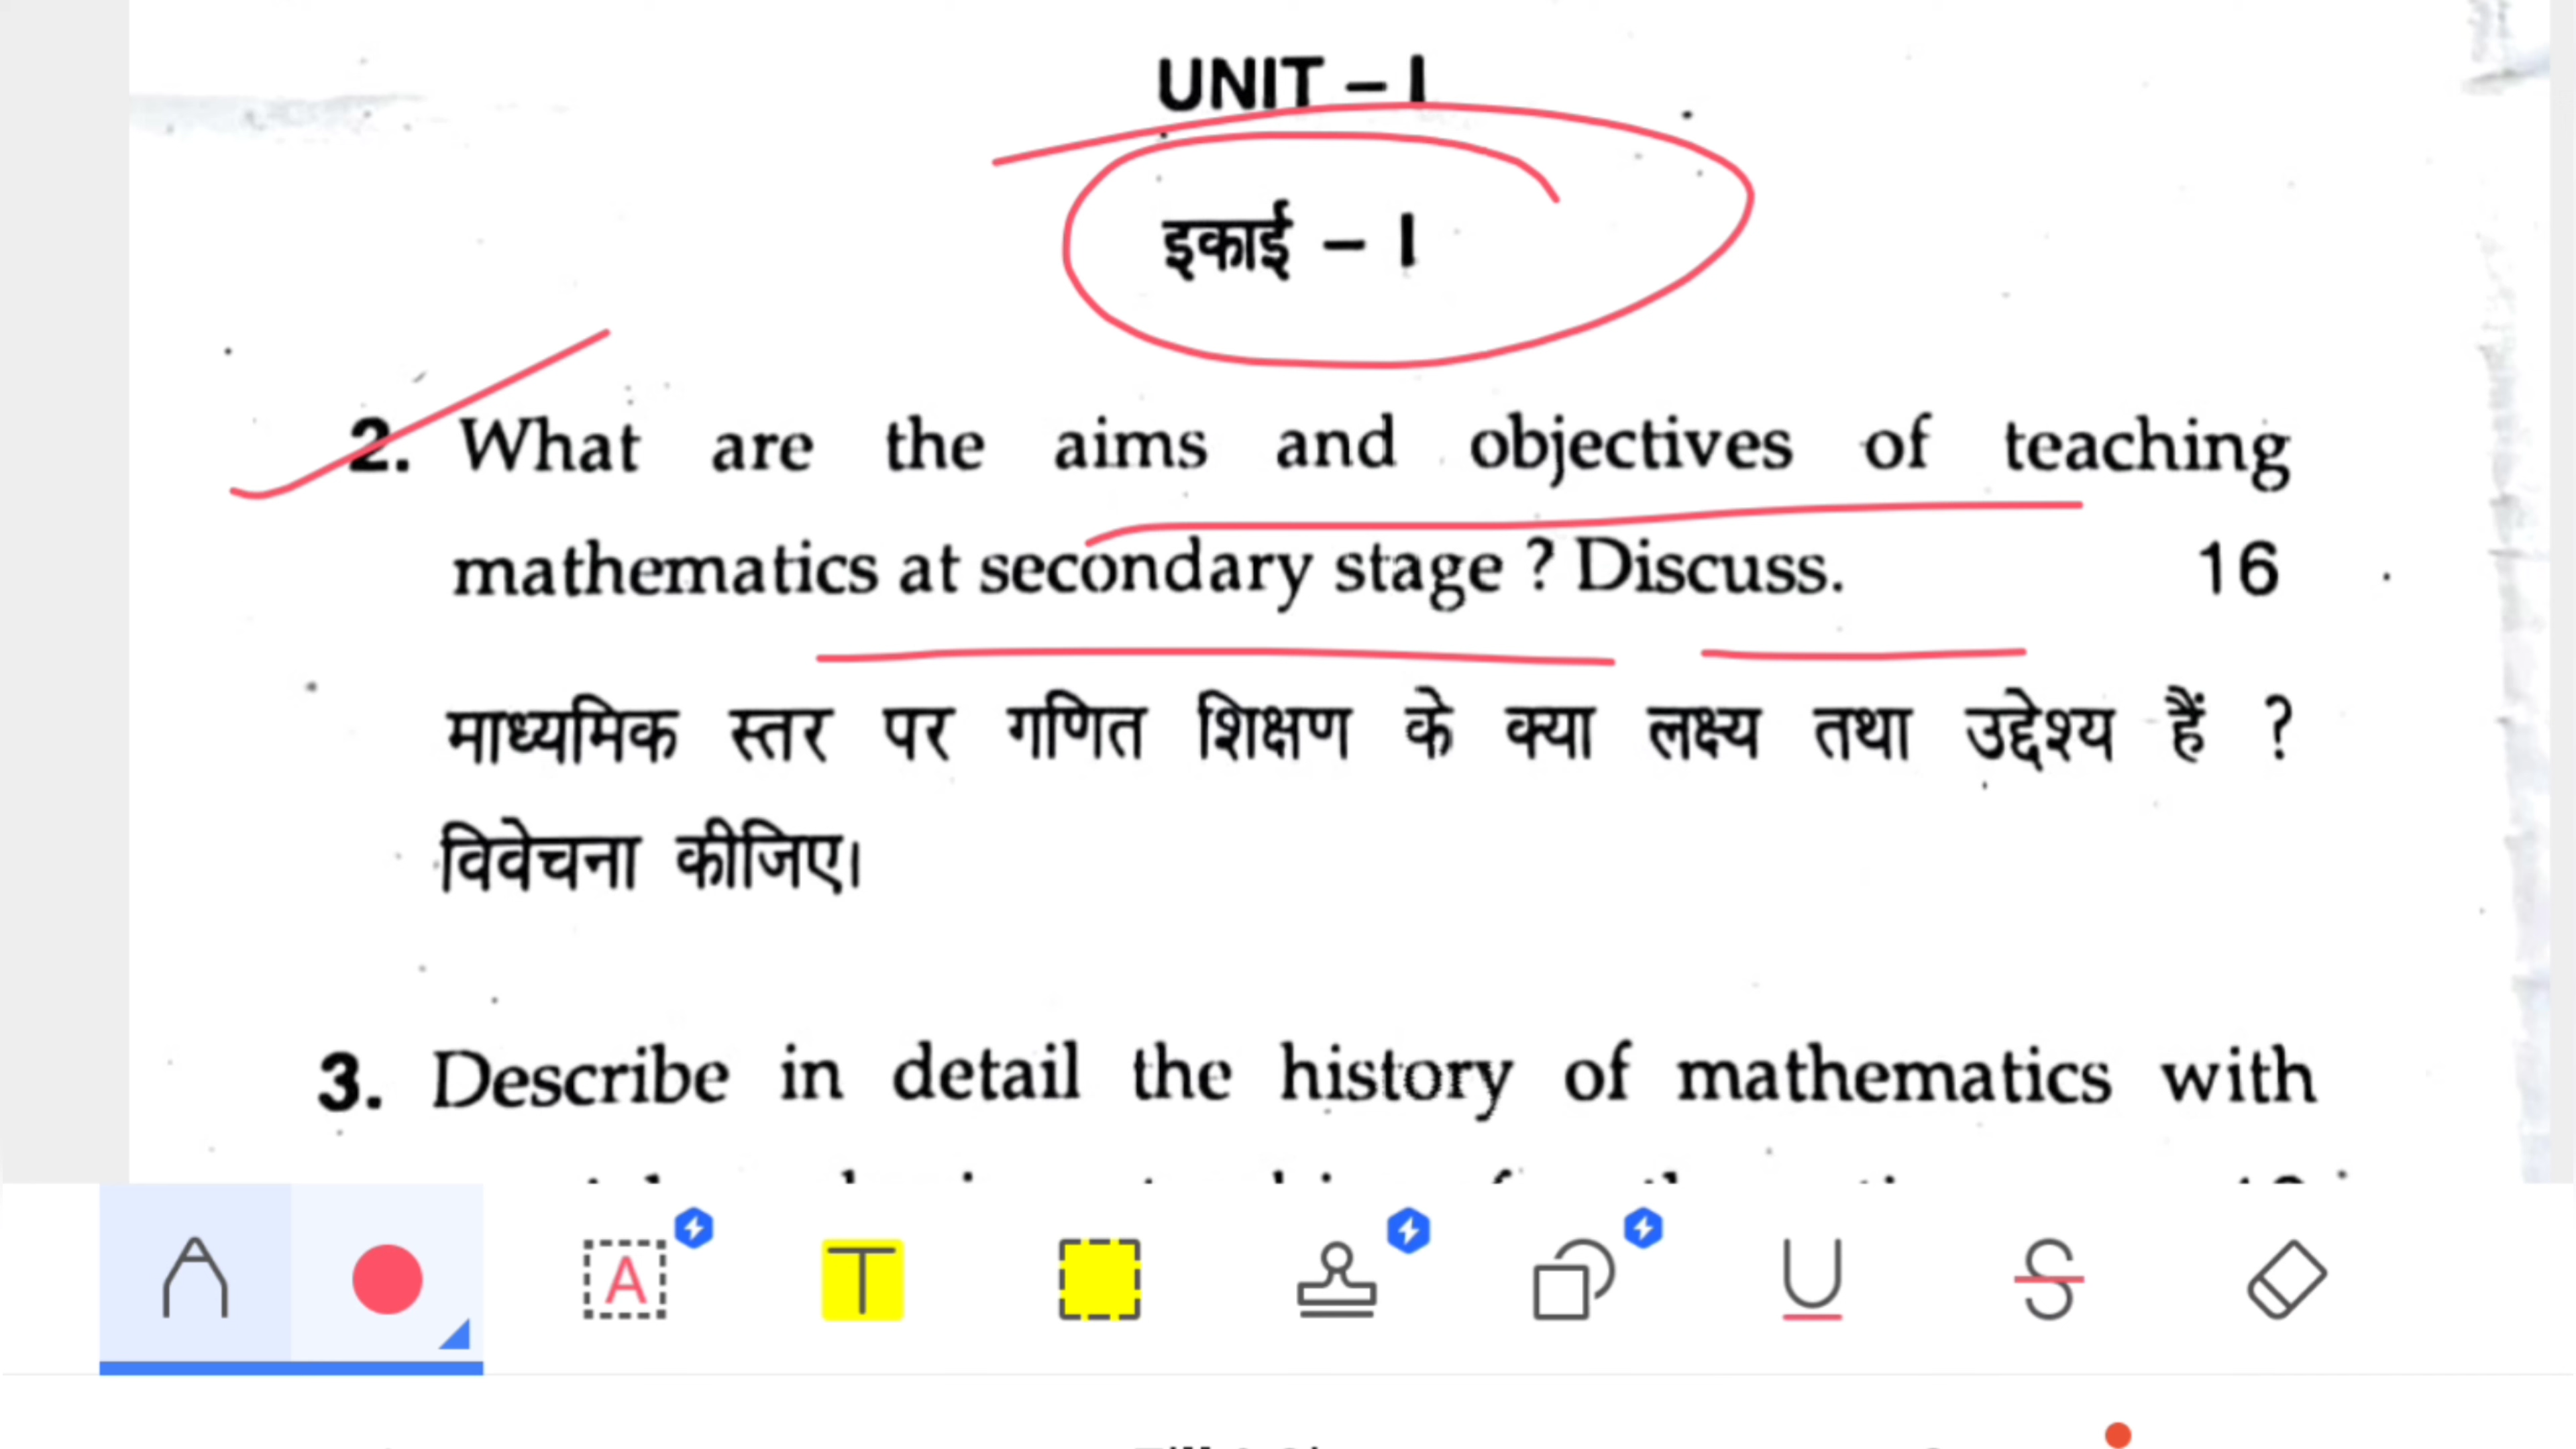 UNIT – I
इकाई – I
2. What are the aims and objectives of teaching
mathematics at secondary stage ? Discuss. 16
माध्यमिक स्तर पर गणित शिक्षण के क्या लक्ष्य तथा उद्देश्य हैं ?
विवेचना कीजिए।
3. Describe in detail the history of mathematics with